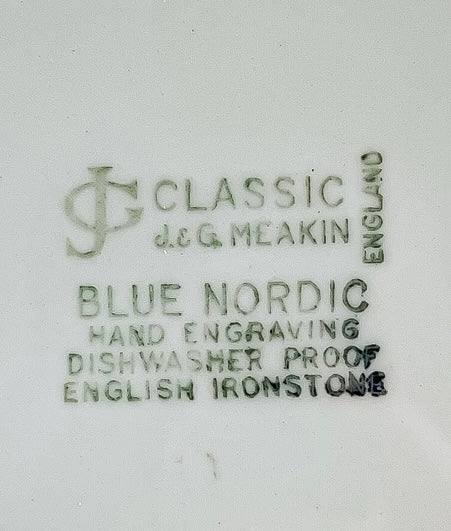 JG CLASSIC
J.&G. MEAKIN
ENGLAND
BLUE NORDIC
HAND ENGRAVING
DISHWASHER PROOF
ENGLISH IRONSTONE